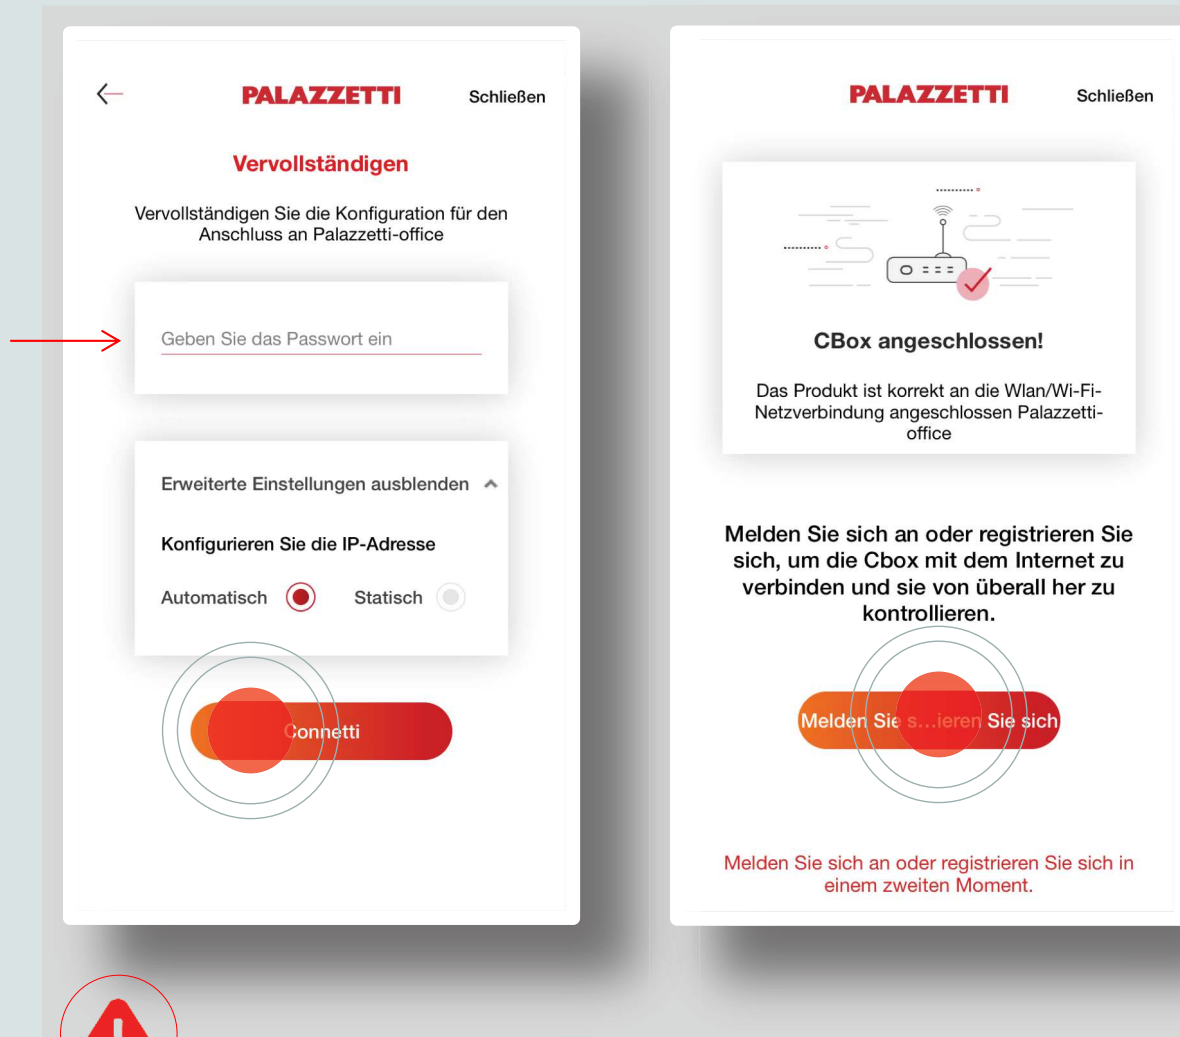 PALAZZETTI
Schließen
Vervollständigen
Vervollständigen Sie die Konfiguration für den
Anschluss an Palazzetti-office
Geben Sie das Passwort ein
Erweiterte Einstellungen ausblenden
Konfigurieren Sie die IP-Adresse
Automatisch Statisch
Connetti
PALAZZETTI
Schließen
CBox angeschlossen!
Das Produkt ist korrekt an die Wlan/Wi-Fi-
Netzverbindung angeschlossen Palazzetti-
office
Melden Sie sich an oder registrieren Sie
sich, um die Cbox mit dem Internet zu
verbinden und sie von überall her zu
kontrollieren.
Melden Sie s...ieren Sie sich
Melden Sie sich an oder registrieren Sie sich in
einem zweiten Moment.